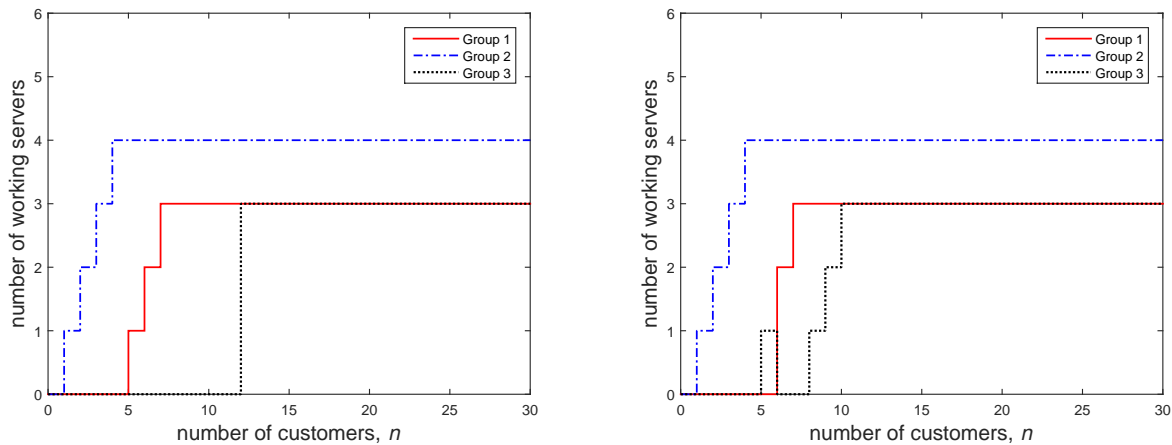 6
5
4
3
2
1
0
number of working servers
Group 1
Group 2
Group 3
0 5 10 15 20 25 30
number of customers, n
6
5
4
3
2
1
0
number of working servers
Group 1
Group 2
Group 3
0 5 10 15 20 25 30
number of customers, n